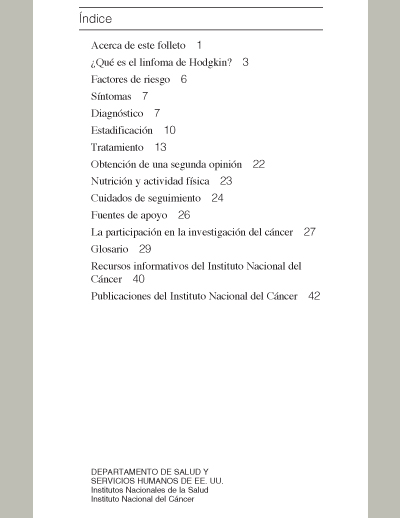 Índice
Acerca de este folleto 1
¿Qué es el linfoma de Hodgkin? 3
Factores de riesgo 6
Síntomas 7
Diagnóstico 7
Estadificación 10
Tratamiento 13
Obtención de una segunda opinión 22
Nutrición y actividad física 23
Cuidados de seguimiento 24
Fuentes de apoyo 26
La participación en la investigación del cáncer 27
Glosario 29
Recursos informativos del Instituto Nacional del
Cáncer 40
Publicaciones del Instituto Nacional del Cáncer 42
DEPARTAMENTO DE SALUD Y
SERVICIOS HUMANOS DE EE. UU.
Institutos Nacionales de la Salud
Instituto Nacional del Cáncer